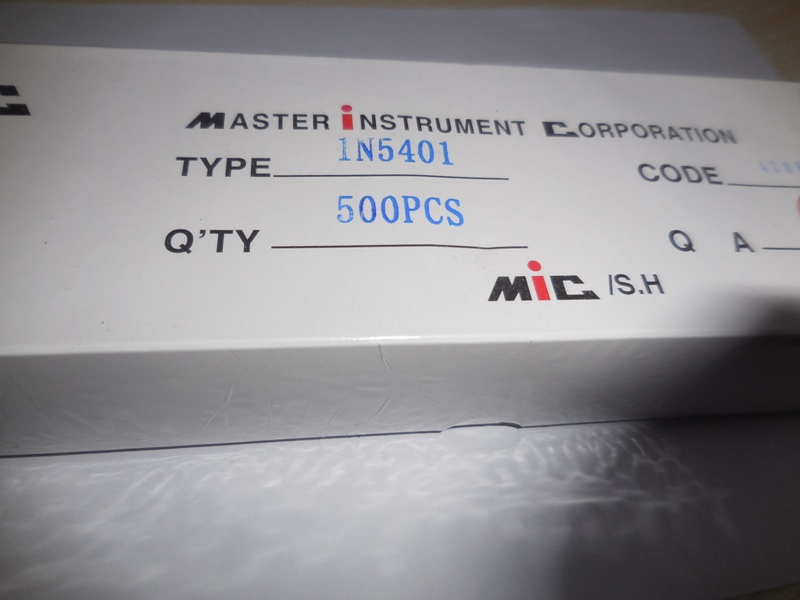 MASTER iNSTRUMENT CORPORATION
TYPE 1N5401
CODE
Q'TY 500PCS
Q A
MiC /S.H